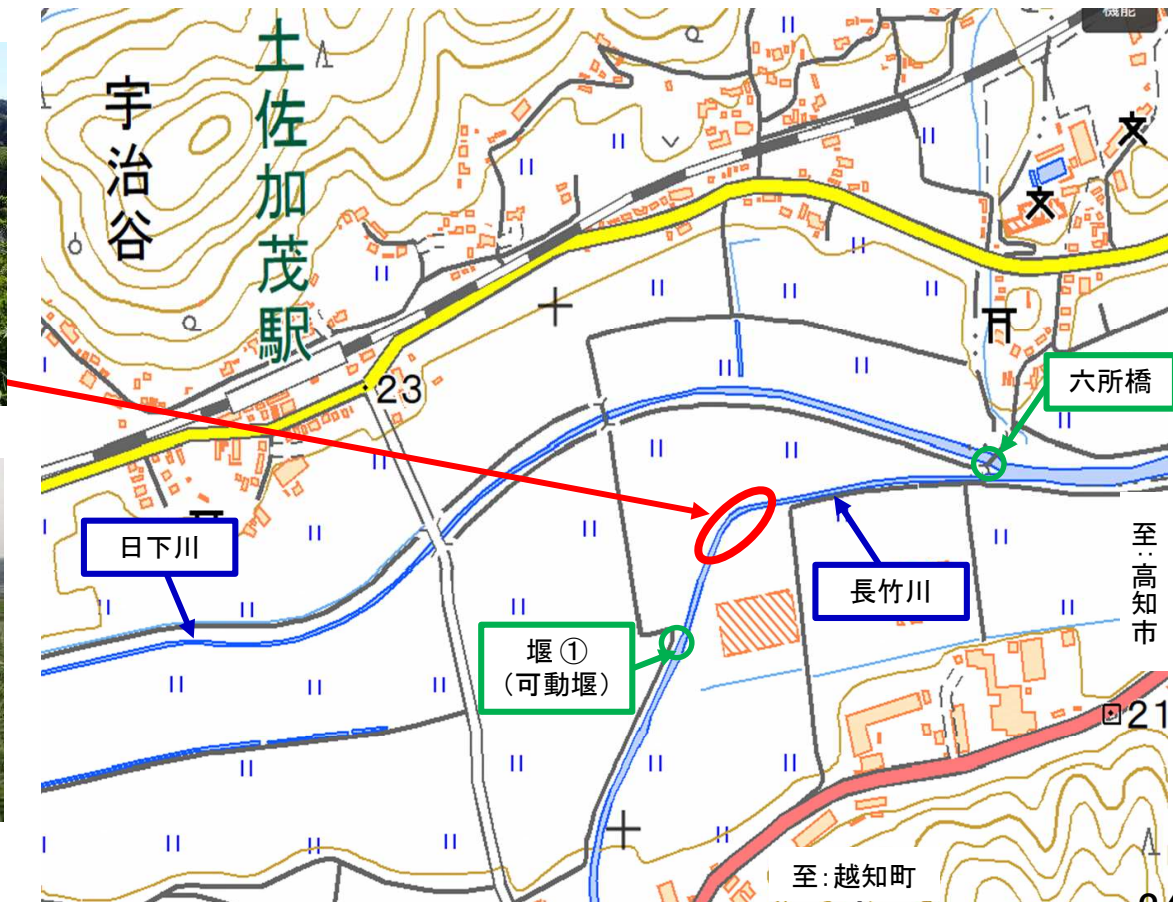 機能
土佐加茂駅
宇治谷
23
六所橋
日下川
長竹川
至：高知市
堰①
（可動堰）
21
至：越知町